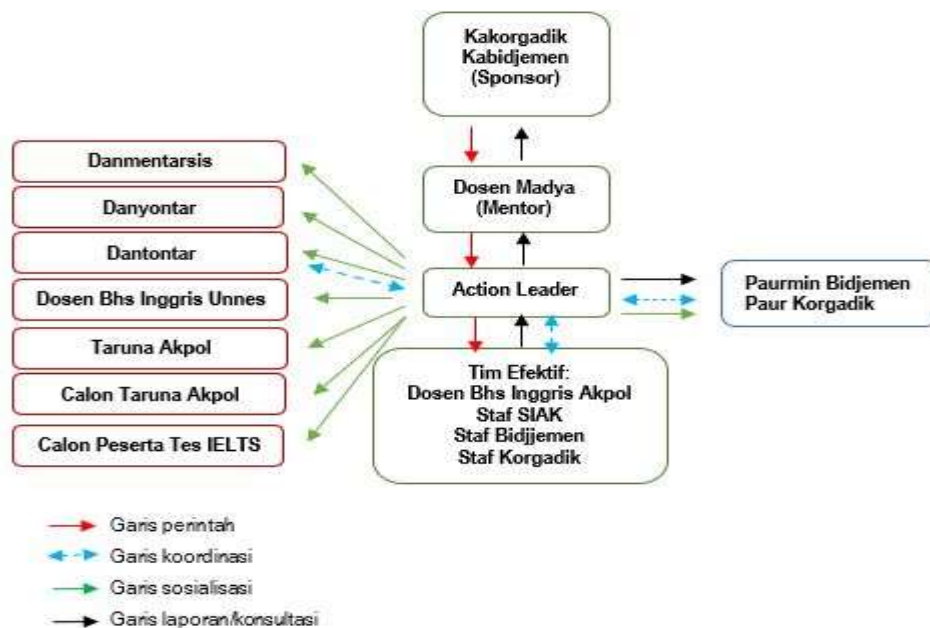 Kakorgadik
Kabidjemen
(Sponsor)
Danmentarsis
Danyontar
Dantontar
Dosen Bhs Inggris Unnes
Taruna Akpol
Calon Taruna Akpol
Calon Peserta Tes IELTS
Dosen Madya
(Mentor)
Action Leader
Paurmin Bidjemen
Paur Korgadik
Tim Efektif:
Dosen Bhs Inggris Akpol
Staf SIAK
Staf Bidjjemen
Staf Korgadik
Garis perintah
Garis koordinasi
Garis sosialisasi
Garis laporan/konsultasi